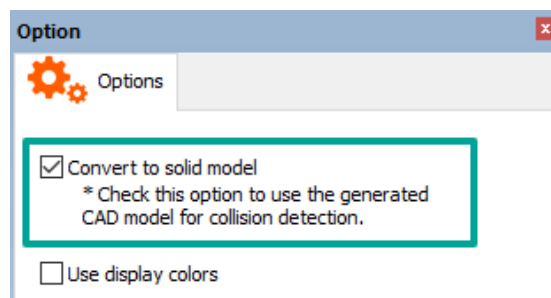 Option
Options
Convert to solid model
* Check this option to use the generated
CAD model for collision detection.
Use display colors